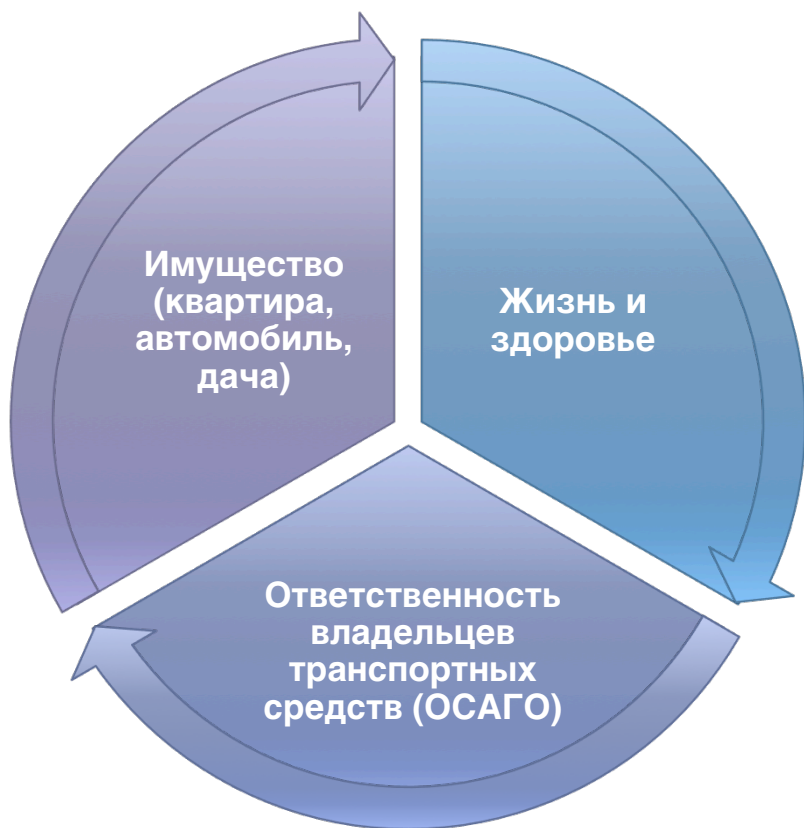 Имущество
(квартира,
автомобиль,
дача)
Жизнь и
здоровье
Ответственность
владельцев
транспортных
средств (ОСАГО)